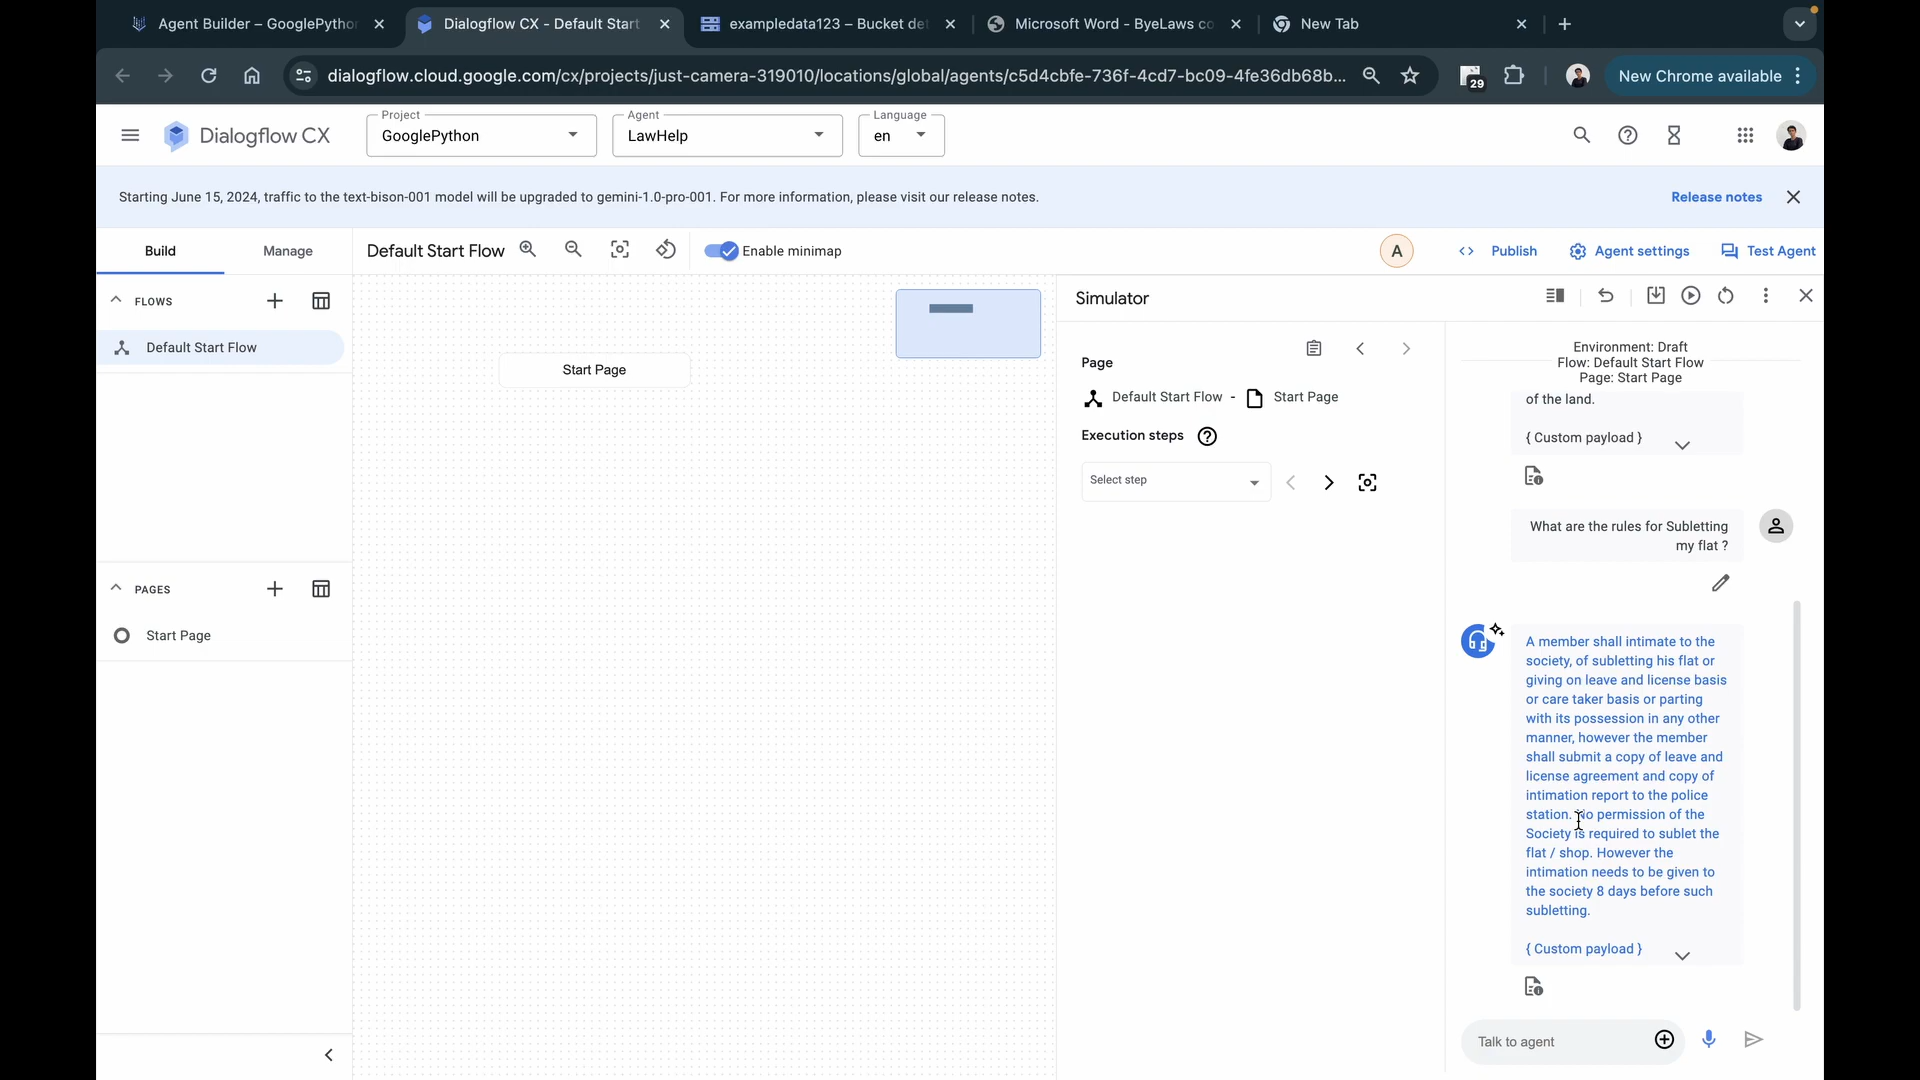 Agent Builder – GooglePython
Dialogflow CX - Default Start
exampledata123 – Bucket det
Microsoft Word - ByeLaws co
New Tab
dialogflow.cloud.google.com/cx/projects/just-camera-319010/locations/global/agents/c5d4cbfe-736f-4cd7-bc09-4fe36db68b...
29
New Chrome available
Dialogflow CX
Project
GooglePython
Agent
LawHelp
Language
en
Starting June 15, 2024, traffic to the text-bison-001 model will be upgraded to gemini-1.0-pro-001. For more information, please visit our release notes.
Release notes
Build
Manage
Default Start Flow
Enable minimap
A
Publish
Agent settings
Test Agent
FLOWS
Default Start Flow
PAGES
Start Page
Start Page
Simulator
Page
Default Start Flow - Start Page
Execution steps
Select step
Environment: Draft
Flow: Default Start Flow
Page: Start Page
of the land.
{ Custom payload }
What are the rules for Subletting
my flat ?
A member shall intimate to the
society, of subletting his flat or
giving on leave and license basis
or care taker basis or parting
with its possession in any other
manner, however the member
shall submit a copy of leave and
license agreement and copy of
intimation report to the police
station. No permission of the
Society is required to sublet the
flat / shop. However the
intimation needs to be given to
the society 8 days before such
subletting.
{ Custom payload }
Talk to agent